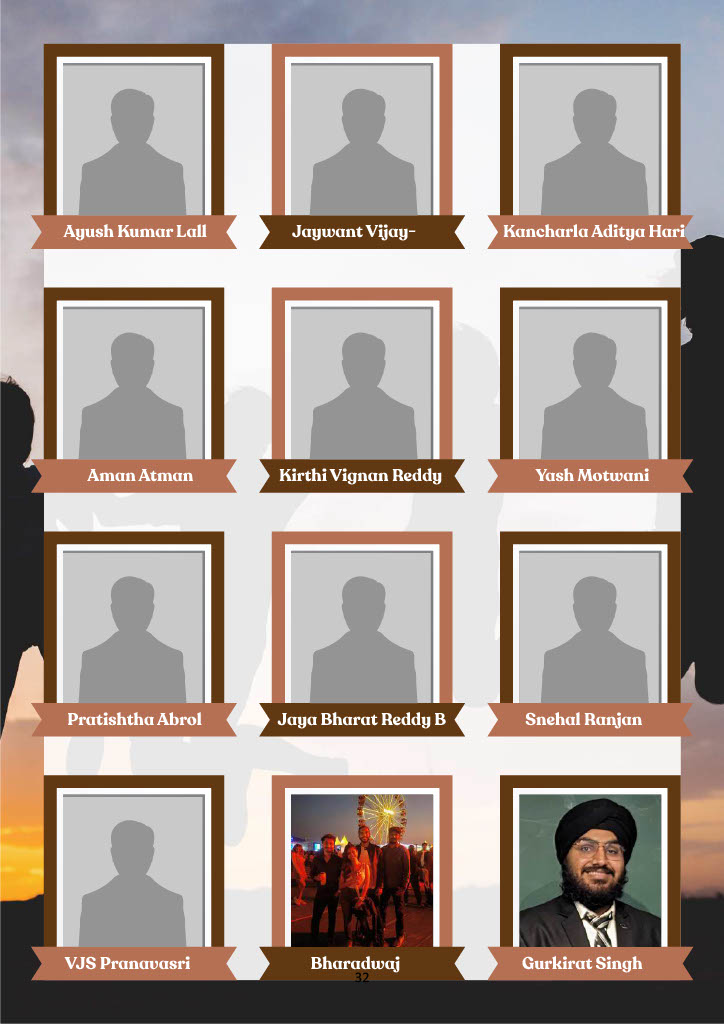 Ayush Kumar Lall
Jaywant Vijay-
Kancharla Aditya Hari
Aman Atman
Kirthi Vignan Reddy
Yash Motwani
Pratishtha Abrol
Jaya Bharat Reddy B
Snehal Ranjan
VJS Pranavasri
Bharadwaj
Gurkirat Singh
32